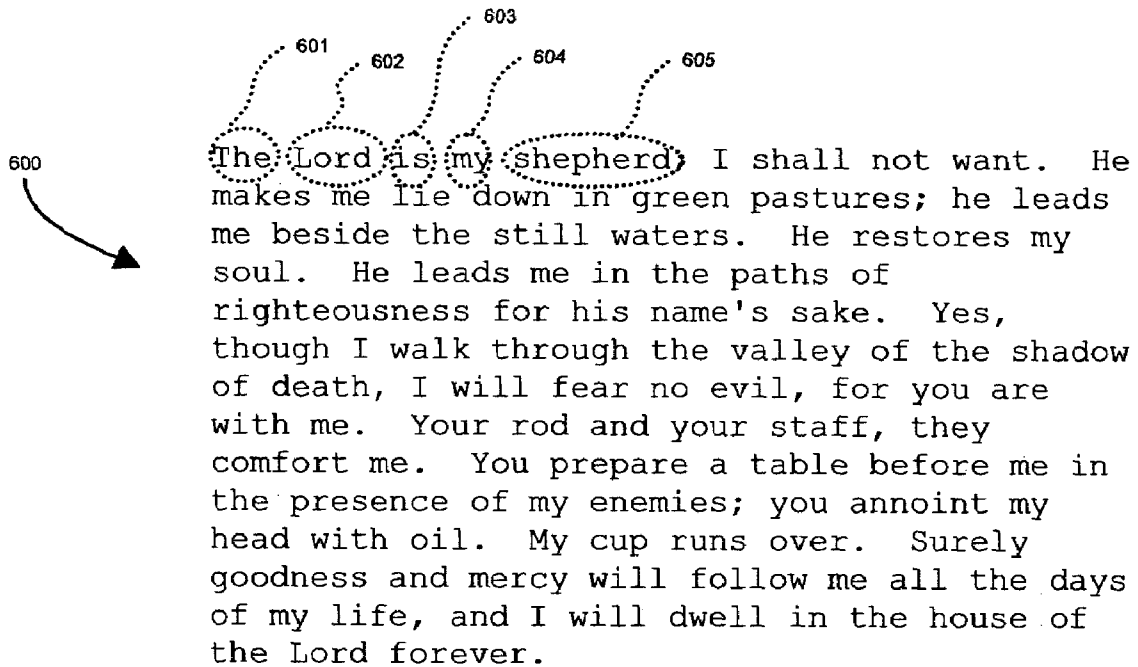 603
601
602
604
605
600
The Lord is my shepherd; I shall not want.  He
makes me lie down in green pastures; he leads
me beside the still waters.  He restores my
soul.  He leads me in the paths of
righteousness for his name's sake.  Yes,
though I walk through the valley of the shadow
of death, I will fear no evil, for you are
with me.  Your rod and your staff, they
comfort me.  You prepare a table before me in
the presence of my enemies; you annoint my
head with oil.  My cup runs over.  Surely
goodness and mercy will follow me all the days
of my life, and I will dwell in the house of
the Lord forever.